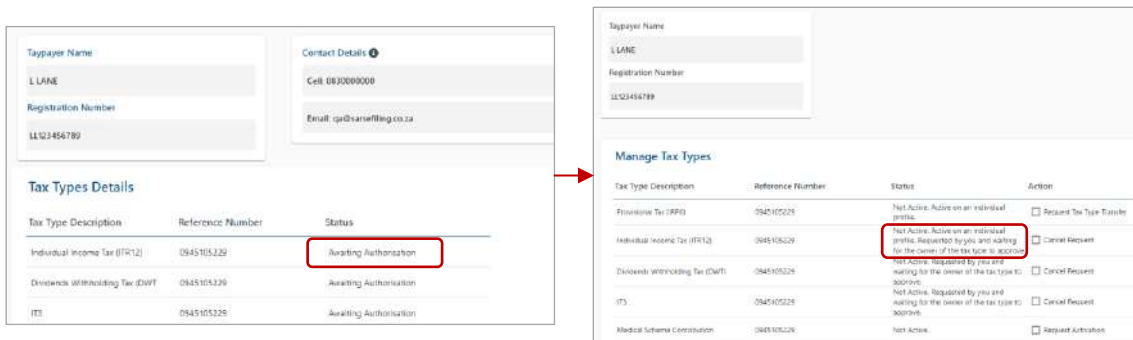 Taypayer Name
L LANE
Registration Number
LL123456789
Contact Details
Cell: 0830000000
Email: qa@sarsefiling.co.za
Tax Types Details
Tax Type Description Reference Number Status
Individual Income Tax (ITR12) 0945105229 Awaiting Authorisation
Dividends Withholding Tax (DWT 0945105229 Awaiting Authorisation
IT3 0945105229 Awaiting Authorisation
Taypayer Name
L LANE
Registration Number
LL123456789
Manage Tax Types
Tax Type Description Reference Number Status Action
Provisional Tax (IRP6) 0945105229 Not Active. Active on an individual profile. Request Tax Type Transfer
Individual Income Tax (ITR12) 0945105229 Not Active. Active on an individual profile. Requested by you and waiting for the owner of the tax type to approve Cancel Request
Dividends Withholding Tax (DWT) 0945105229 Not Active. Requested by you and waiting for the owner of the tax type to approve. Cancel Request
IT3 0945105229 Not Active. Requested by you and waiting for the owner of the tax type to approve. Cancel Request
Medical Scheme Contribution 0945105229 Not Active. Request Activation